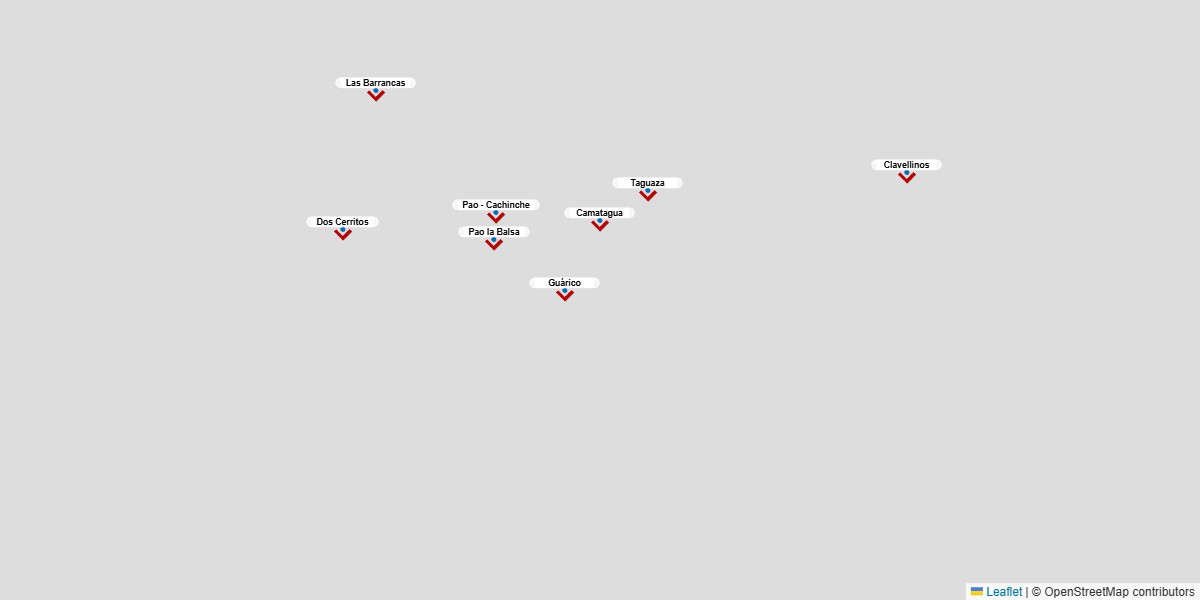 Las Barrancas
Clavellinos
Taguaza
Pao - Cachinche
Camatagua
Dos Cerritos
Pao la Balsa
Guárico
Leaflet | © OpenStreetMap contributors